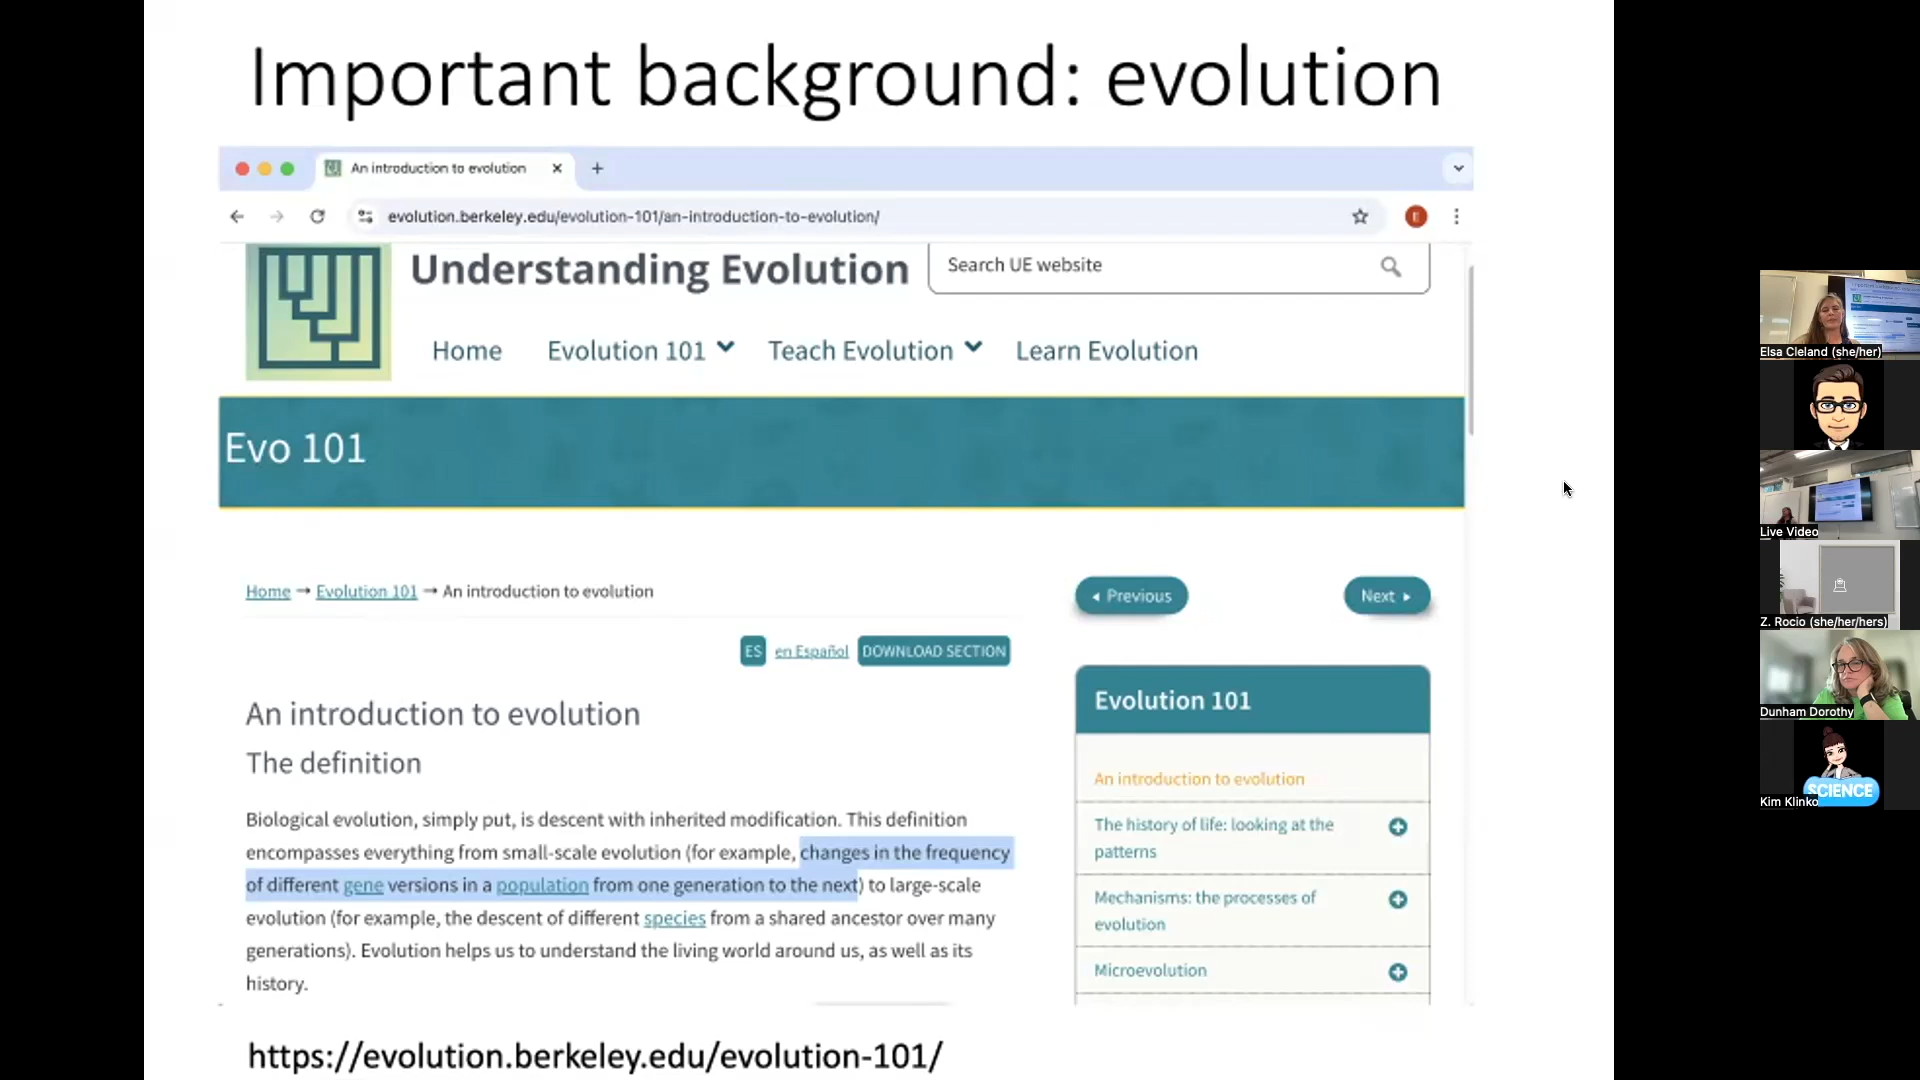 Important background: evolution
An introduction to evolution
evolution.berkeley.edu/evolution-101/an-introduction-to-evolution/
E
Understanding Evolution
Search UE website
Home
Evolution 101
Teach Evolution
Learn Evolution
Evo 101
Home → Evolution 101 → An introduction to evolution
◂ Previous
Next ▸
ES en Español DOWNLOAD SECTION
An introduction to evolution
The definition
Biological evolution, simply put, is descent with inherited modification. This definition
encompasses everything from small-scale evolution (for example, changes in the frequency
of different gene versions in a population from one generation to the next) to large-scale
evolution (for example, the descent of different species from a shared ancestor over many
generations). Evolution helps us to understand the living world around us, as well as its
history.
Evolution 101
An introduction to evolution
The history of life: looking at the
patterns
Mechanisms: the processes of
evolution
Microevolution
https://evolution.berkeley.edu/evolution-101/
Elsa Cleland (she/her)
Live Video
Z. Rocio (she/her/hers)
Dunham Dorothy
SCIENCE
Kim Klinko